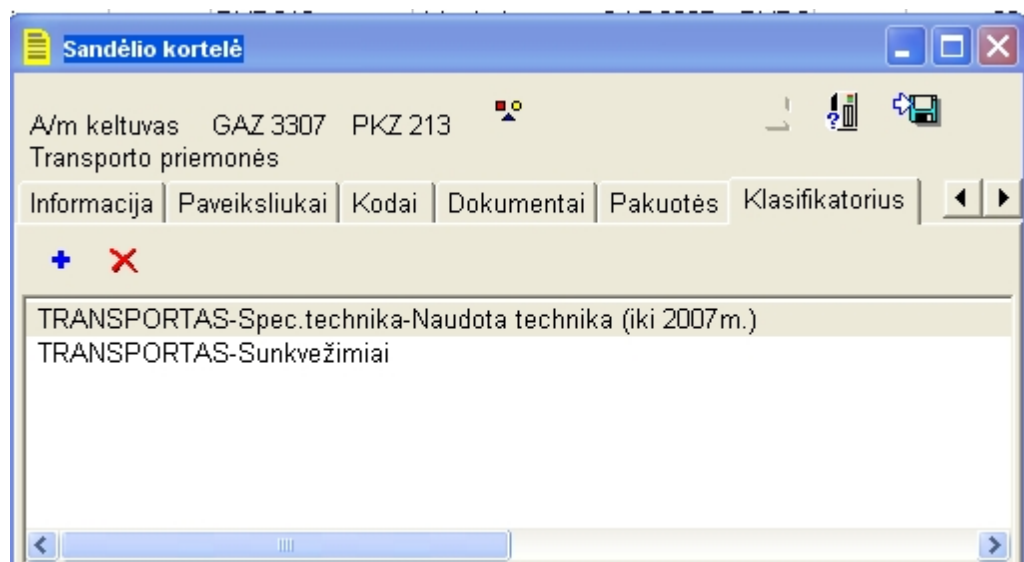 Sandėlio kortelė
A/m keltuvas GAZ 3307 PKZ 213
Transporto priemonės
Informacija Paveiksliukai Kodai Dokumentai Pakuotės Klasifikatorius
TRANSPORTAS-Spec.technika-Naudota technika (iki 2007m.)
TRANSPORTAS-Sunkvežimiai